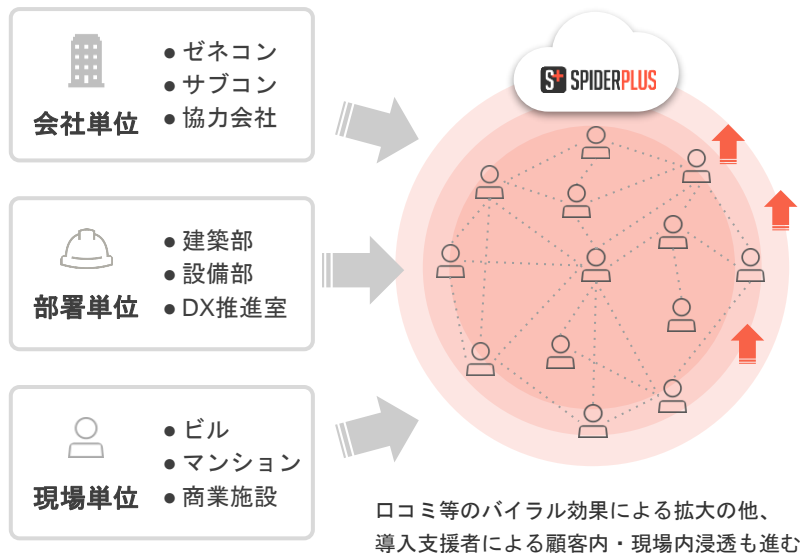 会社単位
● ゼネコン
● サブコン
● 協力会社
部署単位
● 建築部
● 設備部
● DX推進室
現場単位
● ビル
● マンション
● 商業施設
S+ SPIDERPLUS
口コミ等のバイラル効果による拡大の他、
導入支援者による顧客内・現場内浸透も進む